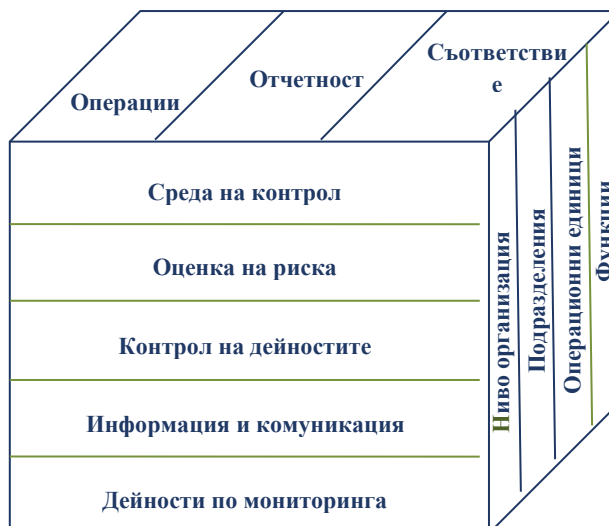 Операции
Отчетност
Съответстви
е
Среда на контрол
Оценка на риска
Контрол на дейностите
Информация и комуникация
Дейности по мониторинга
Ниво организация
Подразделения
Операционни единици
Функции